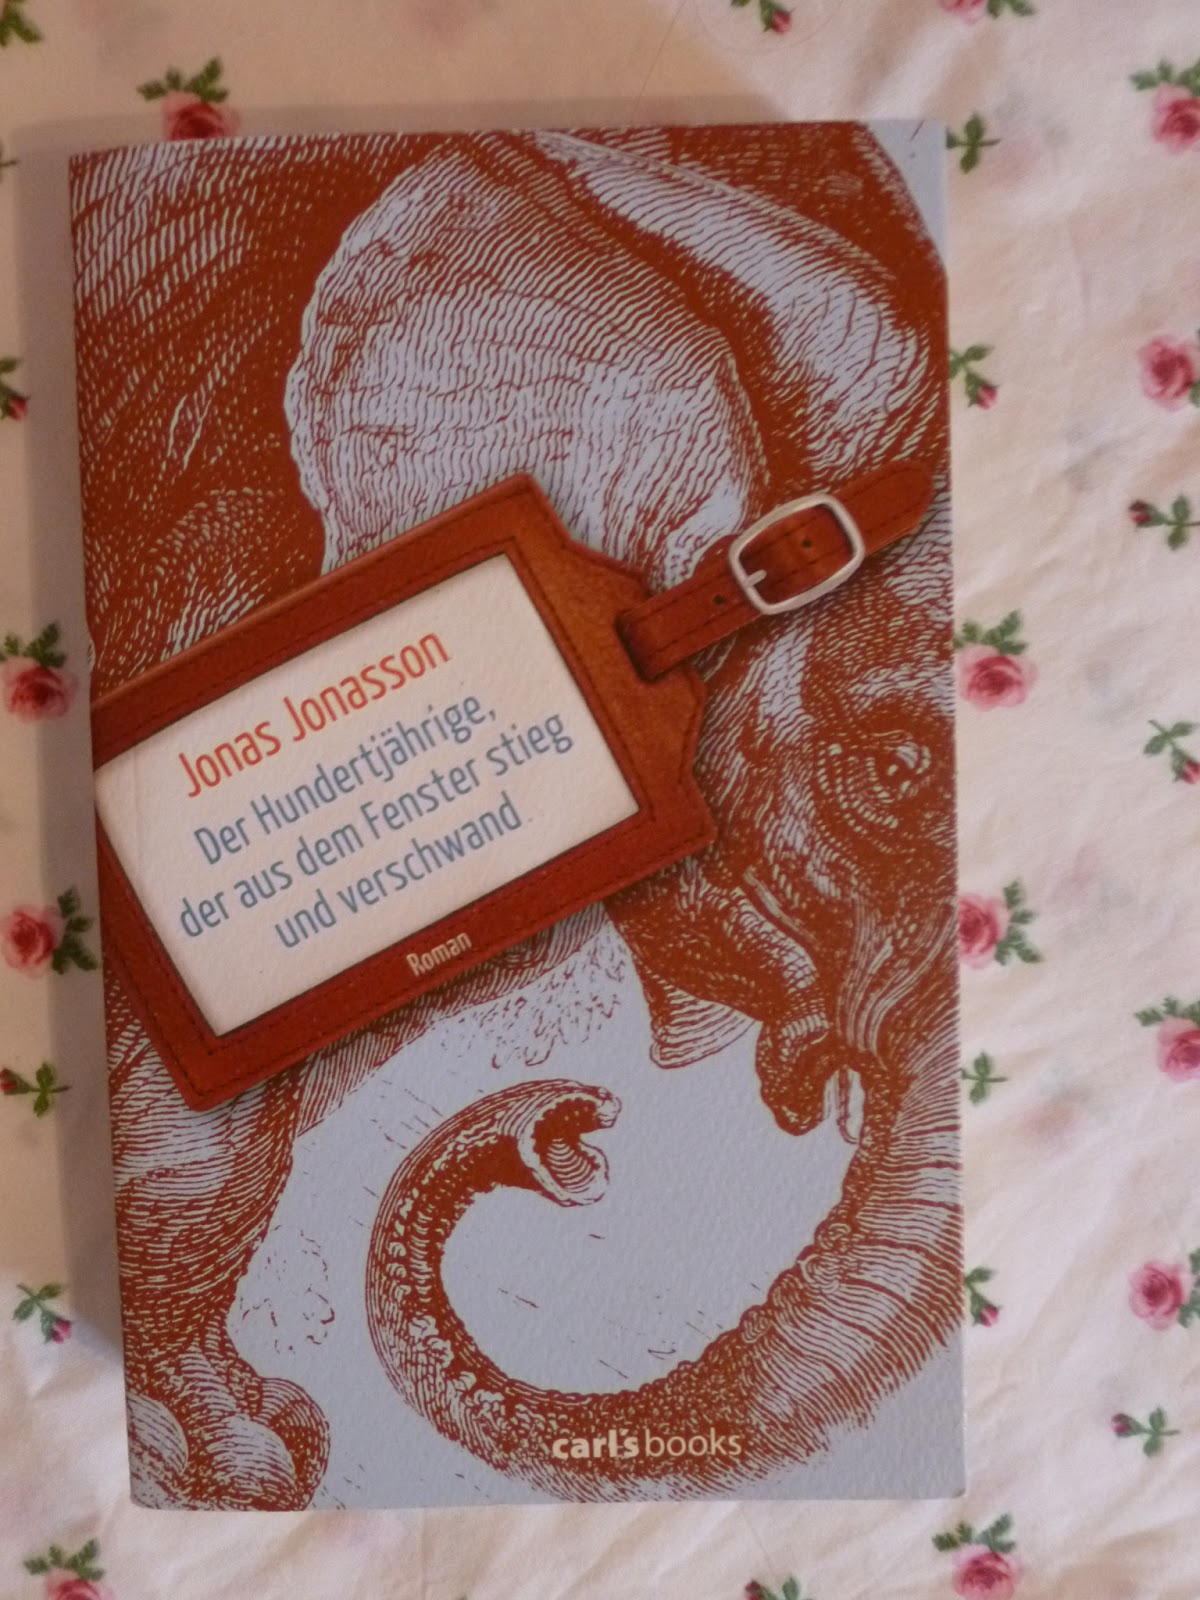 Jonas Jonasson
Der Hundertjährige,
der aus dem Fenster stieg
und verschwand
Roman
carl's books